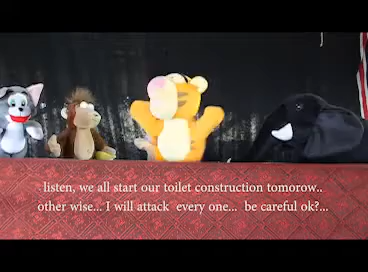 listen, we all start our toilet construction tomorow..
other wise... I will attack every one... be careful ok?...